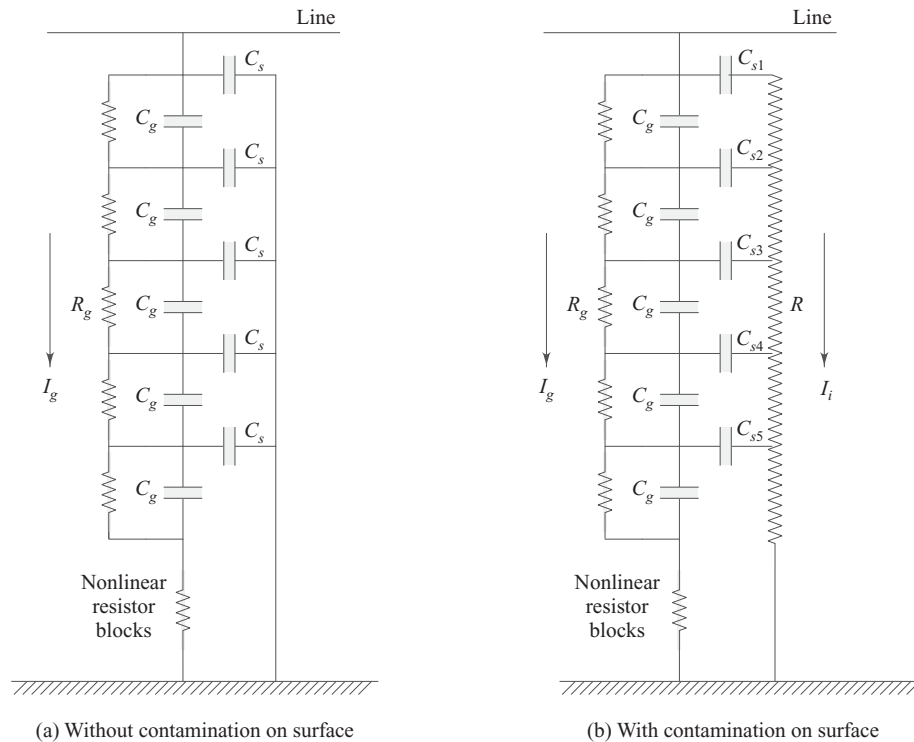 Line
C_s
C_g
C_s
C_g
C_s
R_g
C_g
C_s
I_g
C_g
C_s
C_g
Nonlinear
resistor
blocks
(a) Without contamination on surface
Line
C_s1
C_g
C_s2
C_g
C_s3
R_g
C_g
R
C_s4
I_g
C_g
I_i
C_s5
C_g
Nonlinear
resistor
blocks
(b) With contamination on surface